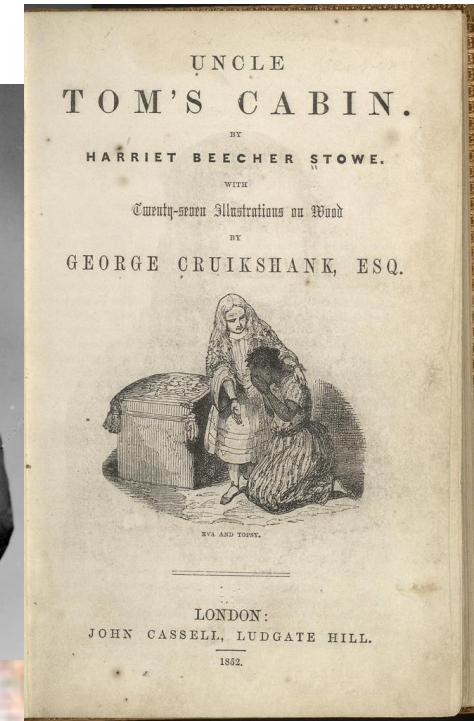 UNCLE
TOM'S CABIN.
BY
HARRIET BEECHER STOWE.
WITH
Twenty-seven Illustrations on Wood
BY
GEORGE CRUIKSHANK, ESQ.
EVA AND TOPSY.
LONDON:
JOHN CASSELL, LUDGATE HILL.
1852.